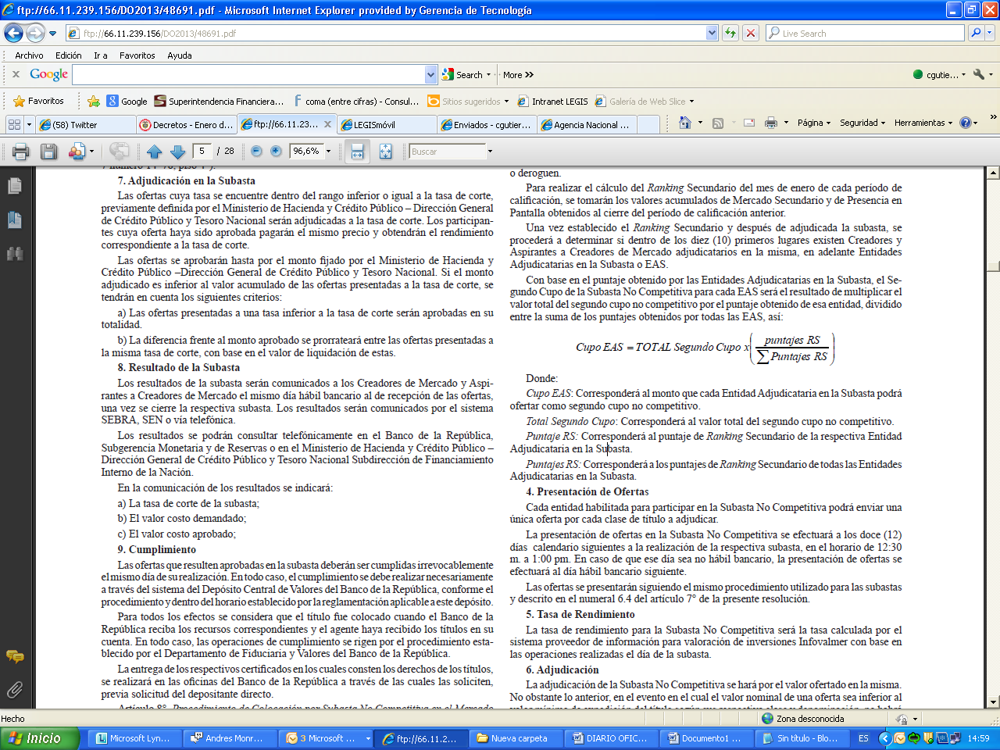 ftp://66.11.239.156/DO2013/48691.pdf - Microsoft Internet Explorer provided by Gerencia de Tecnología
ftp://66.11.239.156/DO2013/48691.pdf
Live Search
Archivo Edición Ir a Favoritos Ayuda
x Google Search More » cgutie...
Favoritos Google Superintendencia Financiera... coma (entre cifras) - Consul... Sitios sugeridos Intranet LEGIS Galería de Web Slice
(58) Twitter Decretos - Enero d... ftp://66.11.23... LEGISmóvil Enviados - cgutier... Agencia Nacional ... Página Seguridad Herramientas
5 / 28 96,6% Buscar
7. Adjudicación en la Subasta
Las ofertas cuya tasa se encuentre dentro del rango inferior o igual a la tasa de corte,
previamente definida por el Ministerio de Hacienda y Crédito Público – Dirección General
de Crédito Público y Tesoro Nacional serán adjudicadas a la tasa de corte. Los participan-
tes cuya oferta haya sido aprobada pagarán el mismo precio y obtendrán el rendimiento
correspondiente a la tasa de corte.
Las ofertas se aprobarán hasta por el monto fijado por el Ministerio de Hacienda y
Crédito Público –Dirección General de Crédito Público y Tesoro Nacional. Si el monto
adjudicado es inferior al valor acumulado de las ofertas presentadas a la tasa de corte, se
tendrán en cuenta los siguientes criterios:
a) Las ofertas presentadas a una tasa inferior a la tasa de corte serán aprobadas en su
totalidad.
b) La diferencia frente al monto aprobado se prorrateará entre las ofertas presentadas a
la misma tasa de corte, con base en el valor de liquidación de estas.
8. Resultado de la Subasta
Los resultados de la subasta serán comunicados a los Creadores de Mercado y Aspi-
rantes a Creadores de Mercado el mismo día hábil bancario al de recepción de las ofertas,
una vez se cierre la respectiva subasta. Los resultados serán comunicados por el sistema
SEBRA, SEN o vía telefónica.
Los resultados se podrán consultar telefónicamente en el Banco de la República,
Subgerencia Monetaria y de Reservas o en el Ministerio de Hacienda y Crédito Público –
Dirección General de Crédito Público y Tesoro Nacional Subdirección de Financiamiento
Interno de la Nación.
En la comunicación de los resultados se indicará:
a) La tasa de corte de la subasta;
b) El valor costo demandado;
c) El valor costo aprobado;
9. Cumplimiento
Las ofertas que resulten aprobadas en la subasta deberán ser cumplidas irrevocablemente
el mismo día de su realización. En todo caso, el cumplimiento se debe realizar necesariamente
a través del sistema del Depósito Central de Valores del Banco de la República, conforme el
procedimiento y dentro del horario establecido por la reglamentación aplicable a este depósito.
Para todos los efectos se considera que el título fue colocado cuando el Banco de la
República reciba los recursos correspondientes y el agente haya recibido los títulos en su
cuenta. En todo caso, las operaciones de cumplimiento se rigen por el procedimiento esta-
blecido por el Departamento de Fiduciaria y Valores del Banco de la República.
La entrega de los respectivos certificados en los cuales consten los derechos de los títulos,
se realizará en las oficinas del Banco de la República a través de las cuales las soliciten,
previa solicitud del depositante directo.
Artículo 8°. Procedimiento de Colocación por Subasta No Competitiva en el Mercado
o deroguen.
Para realizar el cálculo del Ranking Secundario del mes de enero de cada período de
calificación, se tomarán los valores acumulados de Mercado Secundario y de Presencia en
Pantalla obtenidos al cierre del período de calificación anterior.
Una vez establecido el Ranking Secundario y después de adjudicada la subasta, se
procederá a determinar si dentro de los diez (10) primeros lugares existen Creadores y
Aspirantes a Creadores de Mercado adjudicatarios en la misma, en adelante Entidades
Adjudicatarias en la Subasta o EAS.
Con base en el puntaje obtenido por las Entidades Adjudicatarias en la Subasta, el Se-
gundo Cupo de la Subasta No Competitiva para cada EAS será el resultado de multiplicar el
valor total del segundo cupo no competitivo por el puntaje obtenido de esa entidad, dividido
entre la suma de los puntajes obtenidos por todas las EAS, así:
Cupo EAS = TOTAL Segundo Cupo x ( puntajes RS / ∑ Puntajes RS )
Donde:
Cupo EAS: Corresponderá al monto que cada Entidad Adjudicataria en la Subasta podrá
ofertar como segundo cupo no competitivo.
Total Segundo Cupo: Corresponderá al valor total del segundo cupo no competitivo.
Puntaje RS: Corresponderá al puntaje de Ranking Secundario de la respectiva Entidad
Adjudicataria en la Subasta.
Puntajes RS: Corresponderá a los puntajes de Ranking Secundario de todas las Entidades
Adjudicatarias en la Subasta.
4. Presentación de Ofertas
Cada entidad habilitada para participar en la Subasta No Competitiva podrá enviar una
única oferta por cada clase de título a adjudicar.
La presentación de ofertas en la Subasta No Competitiva se efectuará a los doce (12)
días calendario siguientes a la realización de la respectiva subasta, en el horario de 12:30
m. a 1:00 pm. En caso de que ese día sea no hábil bancario, la presentación de ofertas se
efectuará al día hábil bancario siguiente.
Las ofertas se presentarán siguiendo el mismo procedimiento utilizado para las subastas
y descrito en el numeral 6.4 del artículo 7° de la presente resolución.
5. Tasa de Rendimiento
La tasa de rendimiento para la Subasta No Competitiva será la tasa calculada por el
sistema proveedor de información para valoración de inversiones Infovalmer con base en
las operaciones realizadas el día de la subasta.
6. Adjudicación
La adjudicación de la Subasta No Competitiva se hará por el valor ofertado en la misma.
No obstante lo anterior, en el evento en el cual el valor nominal de una oferta sea inferior al
Hecho Zona desconocida
Inicio Microsoft Lyn... Andres Monr... 3 Microsoft ... ftp://66.11.2... Nueva carpeta DIARIO OFIC... Documento1 ... Sin título - Blo... ES 14:59